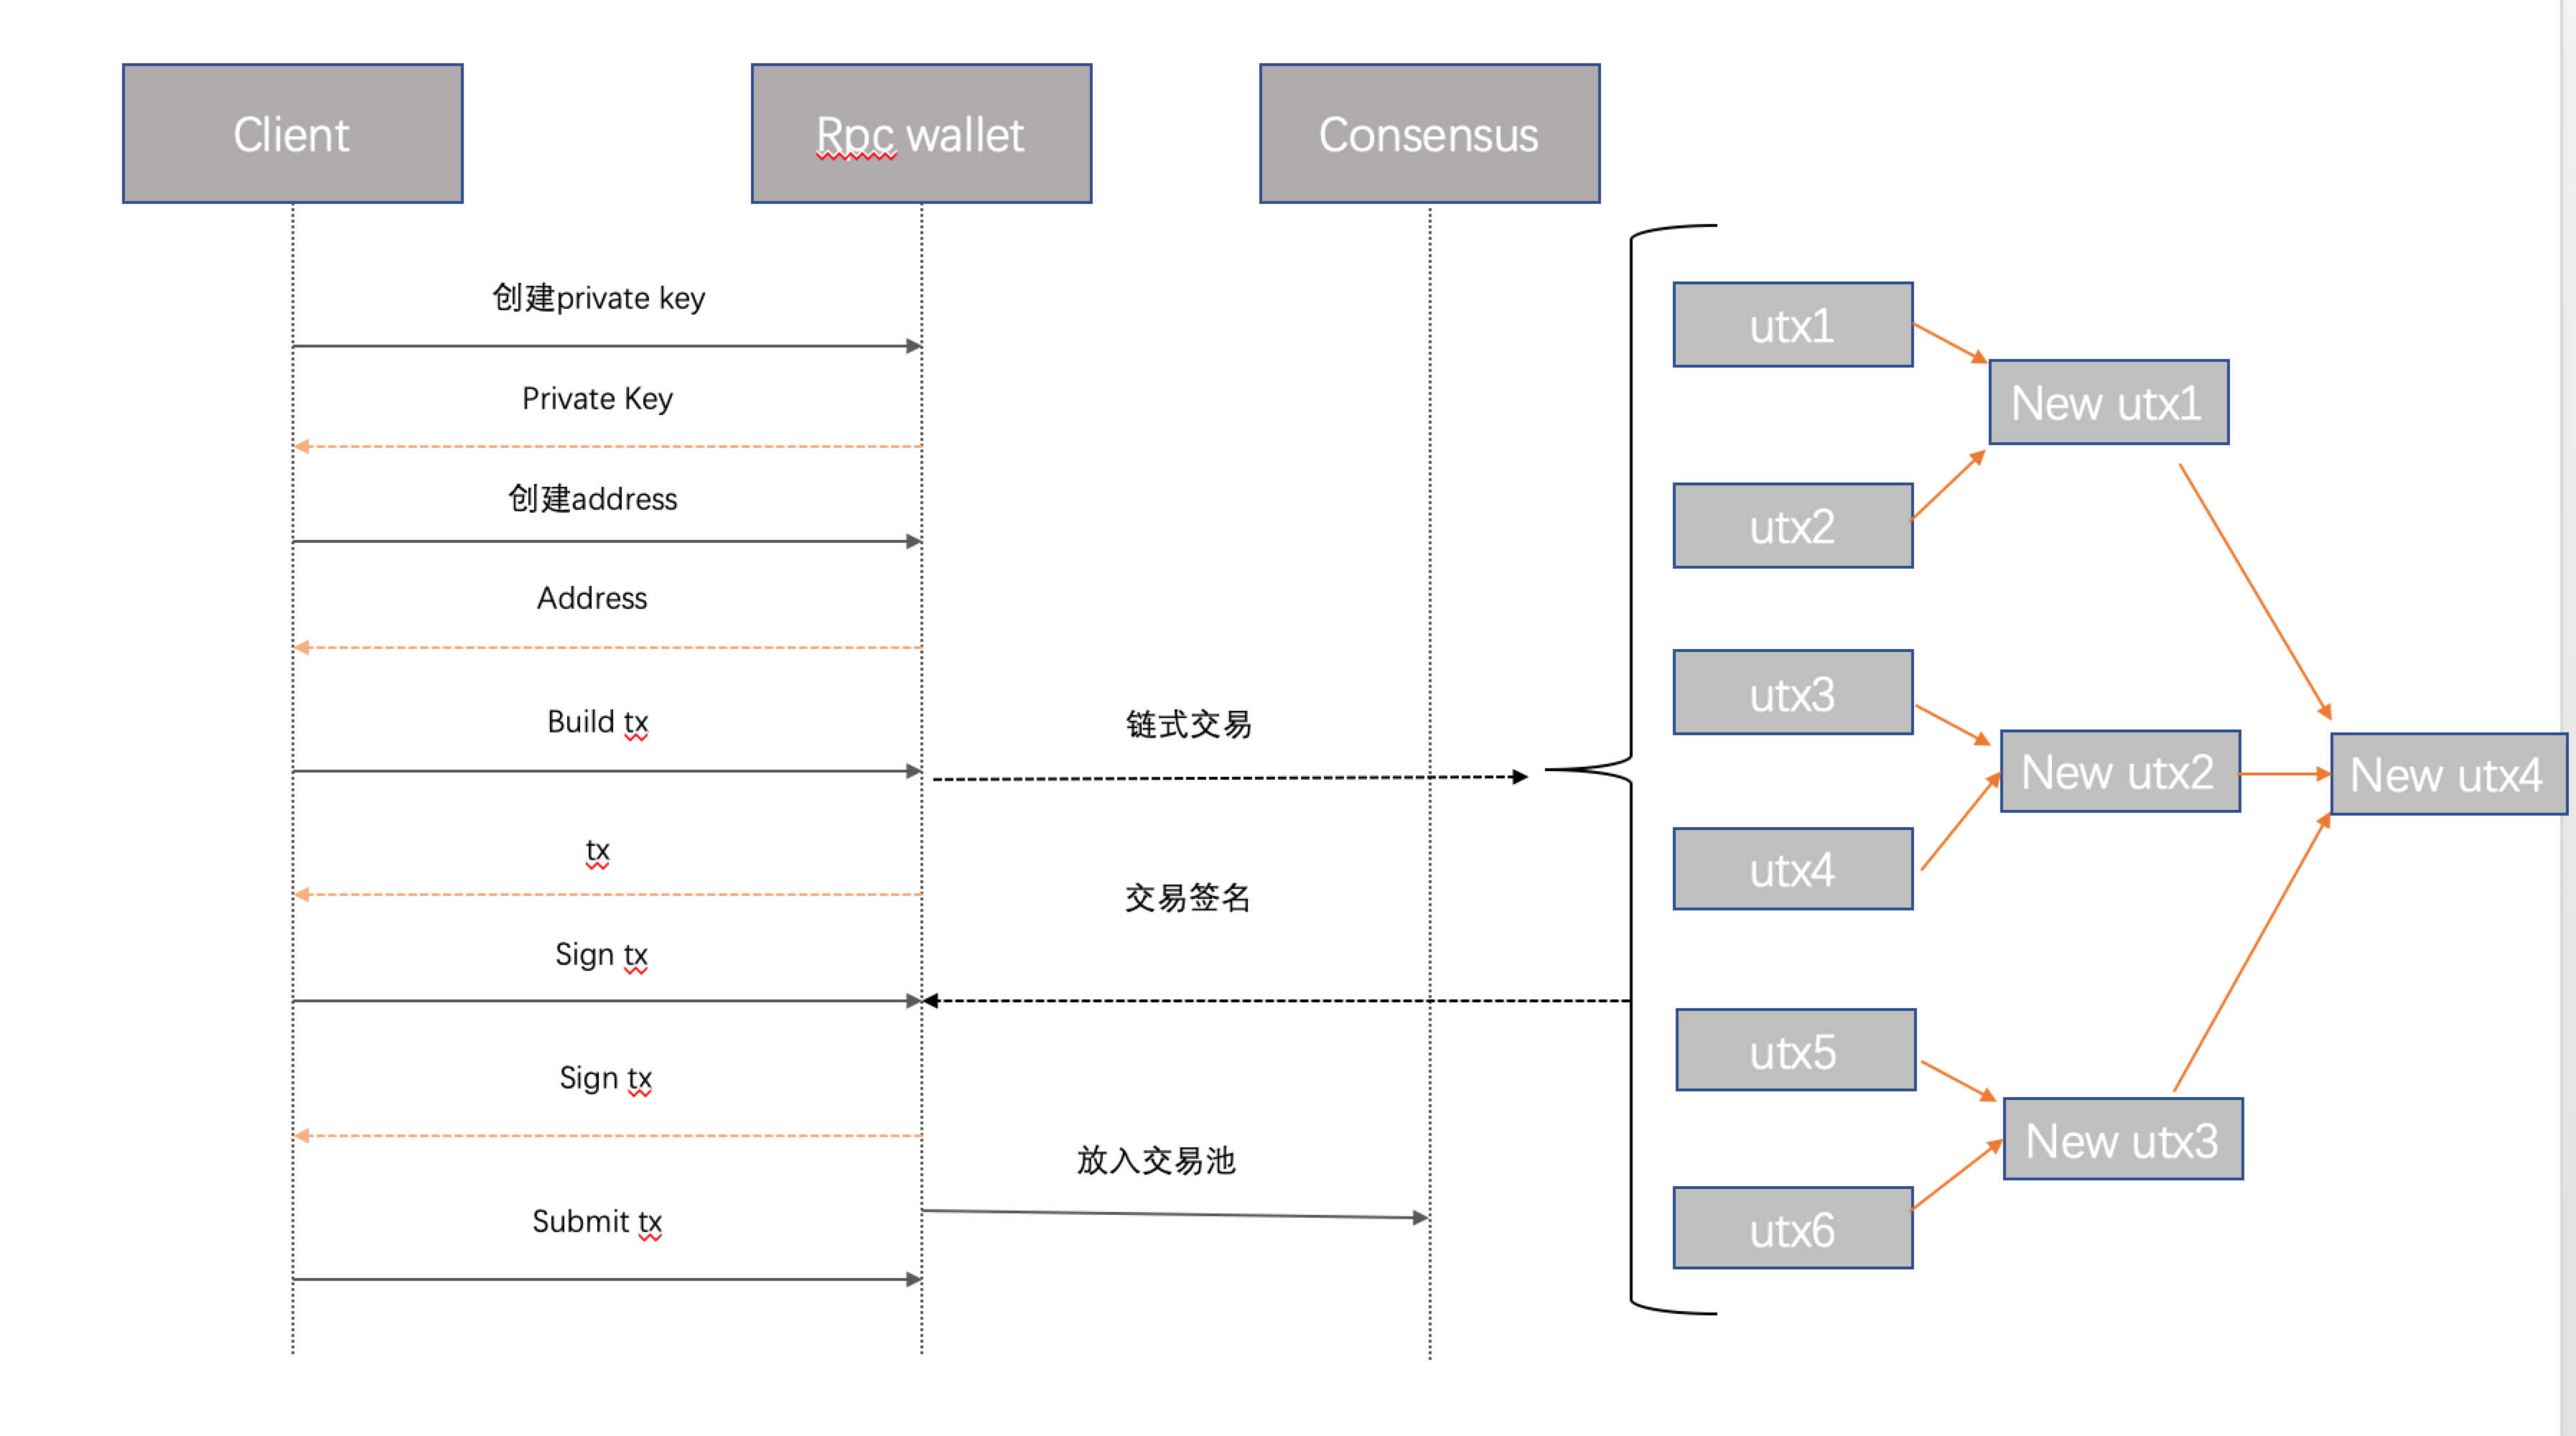 Client
Rpc wallet
Consensus
创建private key
Private Key
创建address
Address
Build tx
链式交易
tx
交易签名
Sign tx
Sign tx
放入交易池
Submit tx
utx1
New utx1
utx2
utx3
New utx2
New utx4
utx4
utx5
New utx3
utx6